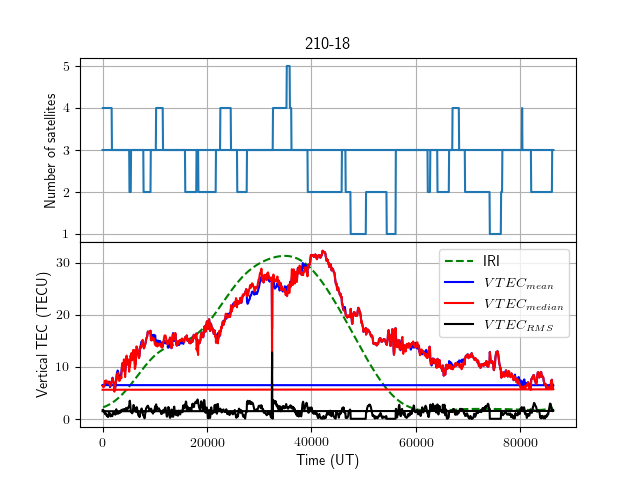 210-18
Number of satellites
5
4
3
2
1
Vertical TEC (TECU)
30
20
10
0
IRI
VTEC_mean
VTEC_median
VTEC_RMS
0 20000 40000 60000 80000
Time (UT)